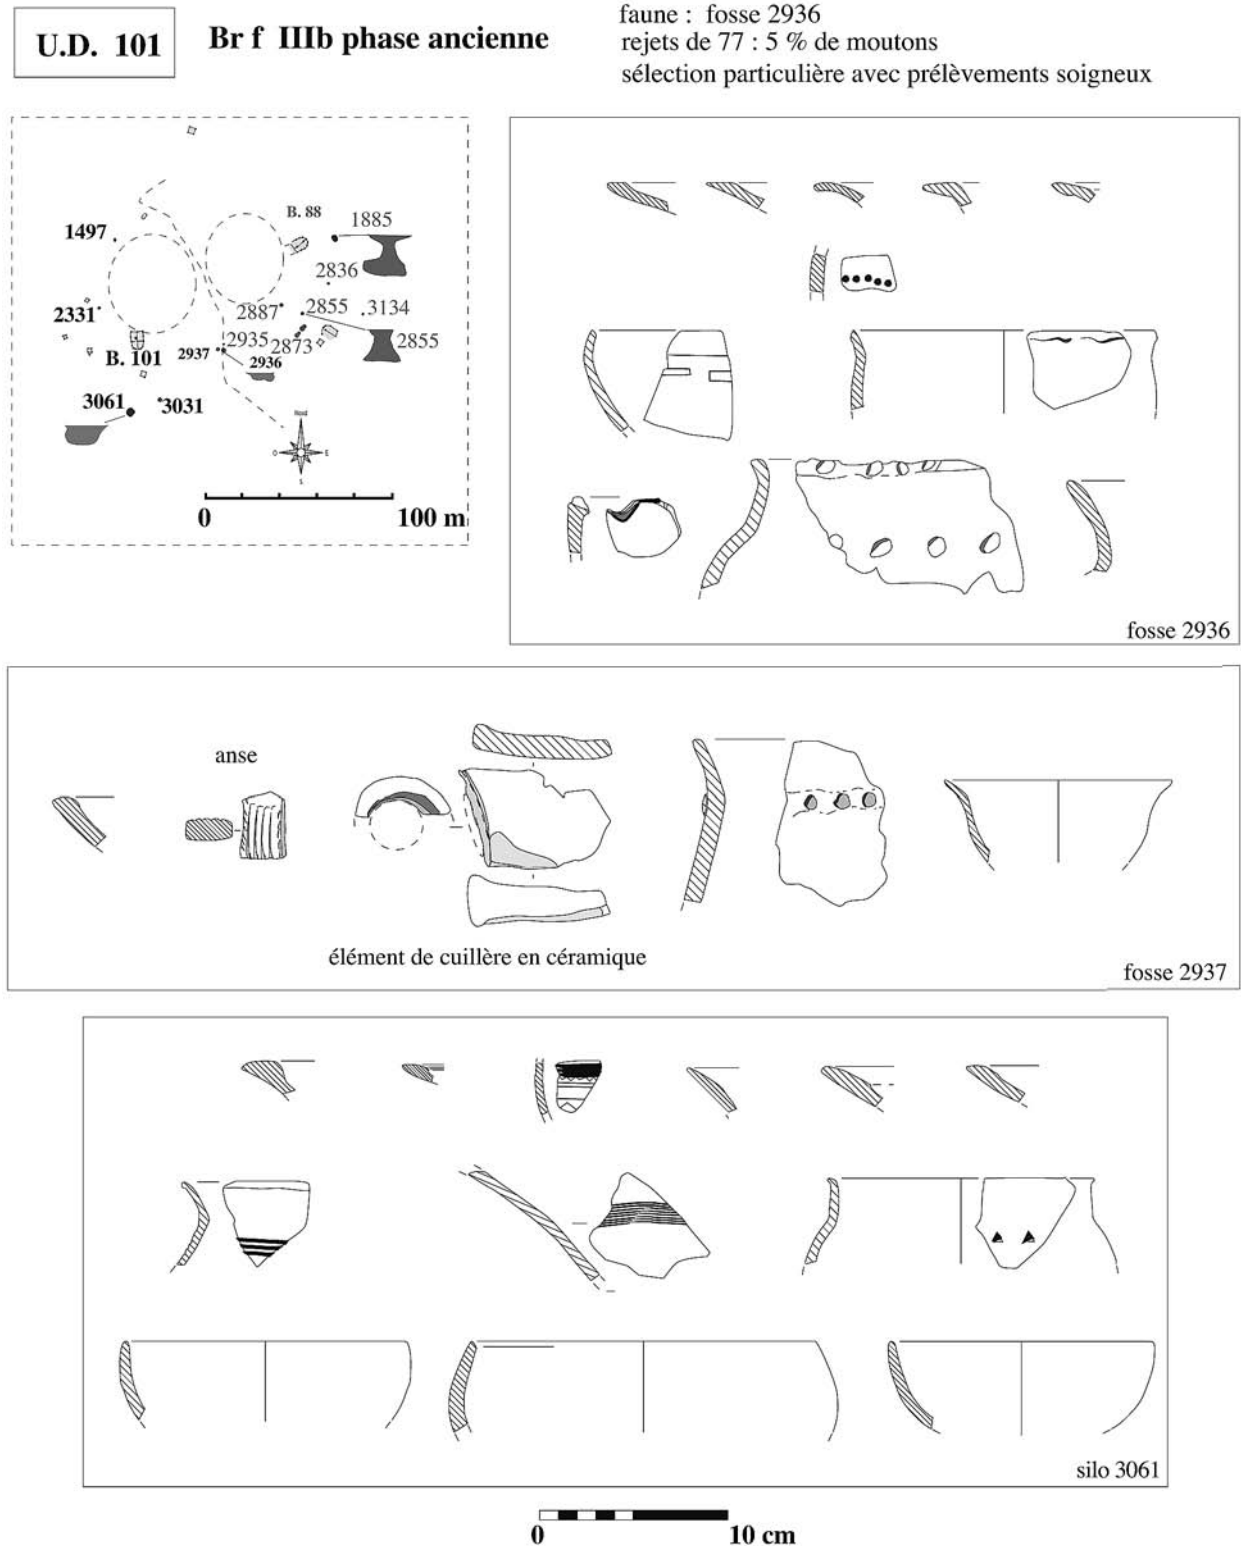 U.D. 101
Br f IIIb phase ancienne
faune : fosse 2936
rejets de 77 : 5 % de moutons
sélection particulière avec prélèvements soigneux
B. 88
1885
1497
2836
2331
2887
2855
3134
2935
2873
2855
B. 101
2937
2936
3061
3031
Nord
O
E
0
100 m
fosse 2936
anse
élément de cuillère en céramique
fosse 2937
silo 3061
0
10 cm